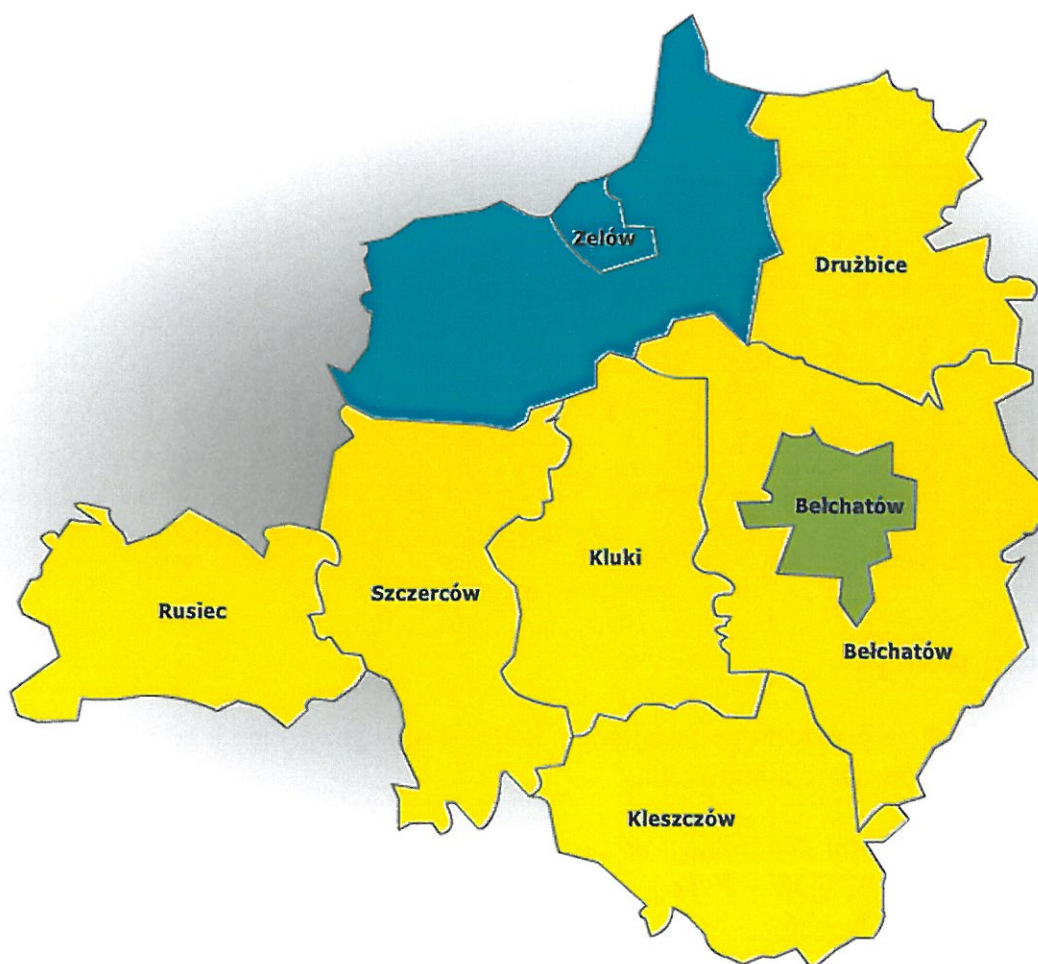 Zelów
Drużbice
Bełchatów
Kluki
Szczerców
Rusiec
Bełchatów
Kleszczów